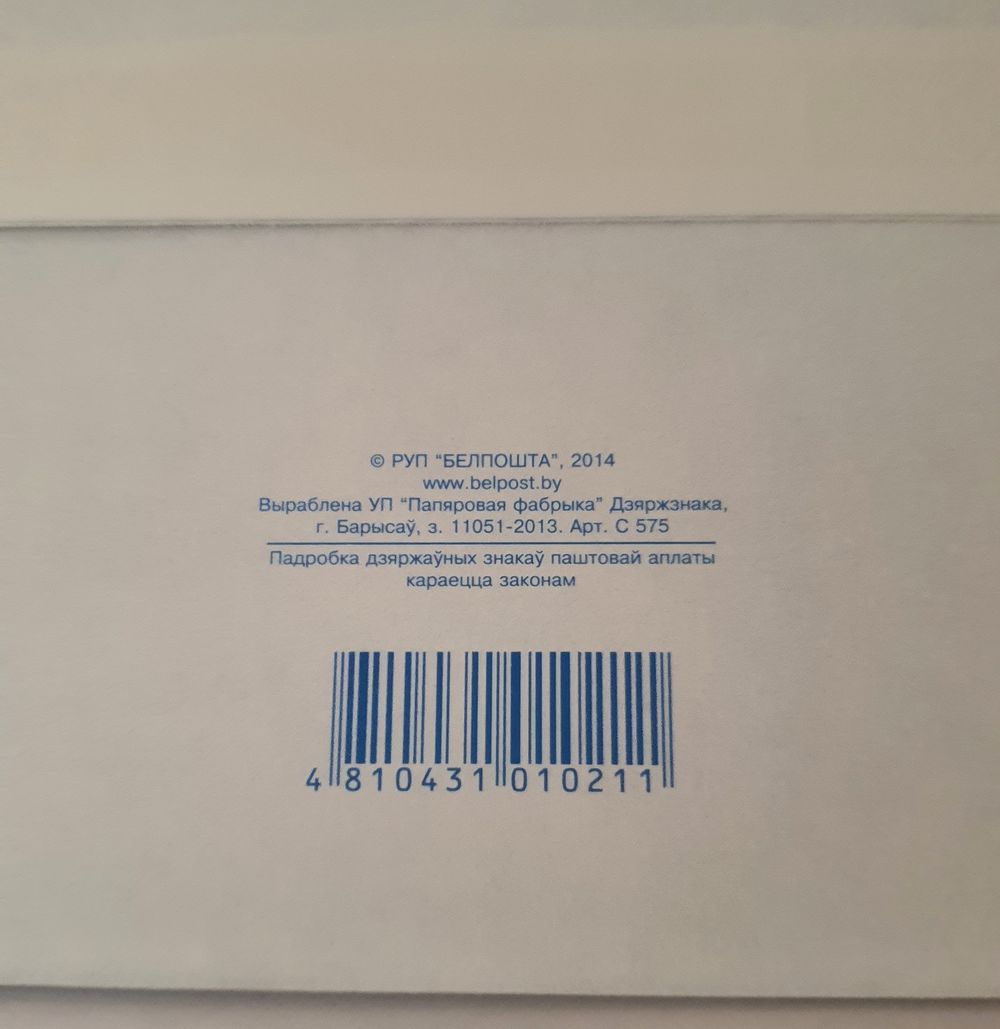 © РУП “БЕЛПОШТА”, 2014
www.belpost.by
Выраблена УП “Папяровая фабрыка” Дзяржзнака,
г. Барысаў, з. 11051-2013. Арт. С 575
Падробка дзяржаўных знакаў паштовай аплаты
караецца законам
4 810431 010211